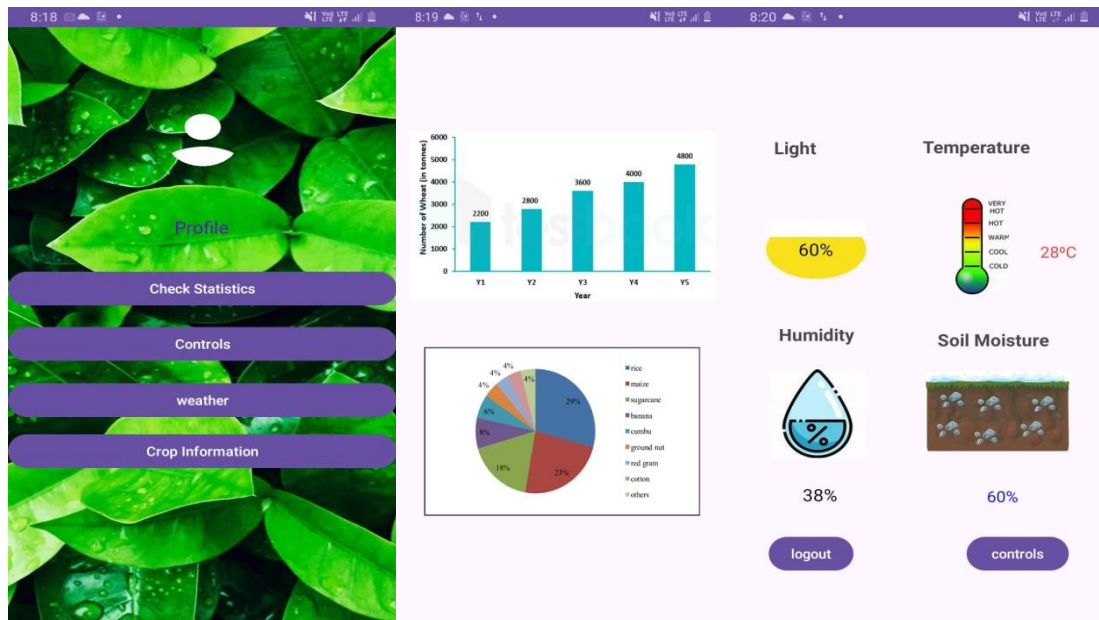 8:18
Profile
Check Statistics
Controls
weather
Crop Information
8:19
Number of Wheat (in tonnes)
6000
5000
4000
3000
2000
1000
0
2200
2800
3600
4000
4800
Y1 Y2 Y3 Y4 Y5
Year
4% 4% 4% 4%
29%
6%
8%
18%
23%
rice
maize
sugarcane
banana
cumbu
ground nut
red gram
cotton
others
8:20
Light
Temperature
60%
VERY
HOT
HOT
WARM
COOL
COLD
28°C
Humidity
Soil Moisture
%
38%
60%
logout
controls